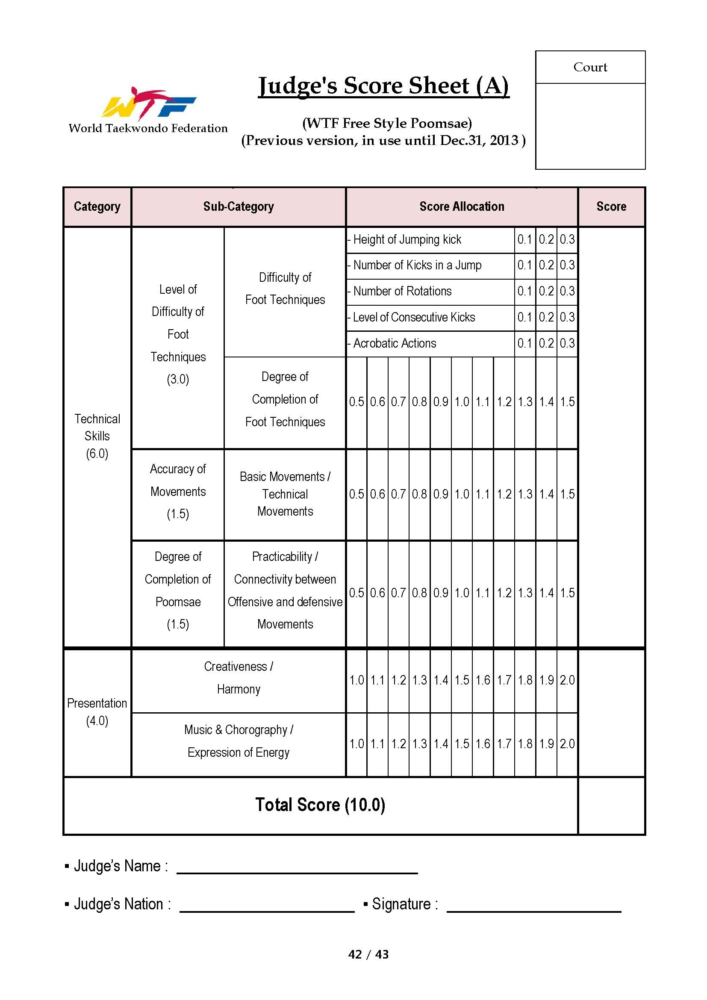 Court
Judge's Score Sheet (A)
WTF
World Taekwondo Federation
(WTF Free Style Poomsae)
(Previous version, in use until Dec.31, 2013 )
Category Sub-Category Score Allocation Score
Technical
Skills
(6.0)
Level of
Difficulty of
Foot
Techniques
(3.0)
Difficulty of
Foot Techniques
- Height of Jumping kick 0.1 0.2 0.3
- Number of Kicks in a Jump 0.1 0.2 0.3
- Number of Rotations 0.1 0.2 0.3
- Level of Consecutive Kicks 0.1 0.2 0.3
- Acrobatic Actions 0.1 0.2 0.3
Degree of
Completion of
Foot Techniques
0.5 0.6 0.7 0.8 0.9 1.0 1.1 1.2 1.3 1.4 1.5
Accuracy of
Movements
(1.5)
Basic Movements /
Technical
Movements
0.5 0.6 0.7 0.8 0.9 1.0 1.1 1.2 1.3 1.4 1.5
Degree of
Completion of
Poomsae
(1.5)
Practicability /
Connectivity between
Offensive and defensive
Movements
0.5 0.6 0.7 0.8 0.9 1.0 1.1 1.2 1.3 1.4 1.5
Presentation
(4.0)
Creativeness /
Harmony
1.0 1.1 1.2 1.3 1.4 1.5 1.6 1.7 1.8 1.9 2.0
Music & Chorography /
Expression of Energy
1.0 1.1 1.2 1.3 1.4 1.5 1.6 1.7 1.8 1.9 2.0
Total Score (10.0)
▪ Judge’s Name :
▪ Judge’s Nation : ▪ Signature :
42 / 43